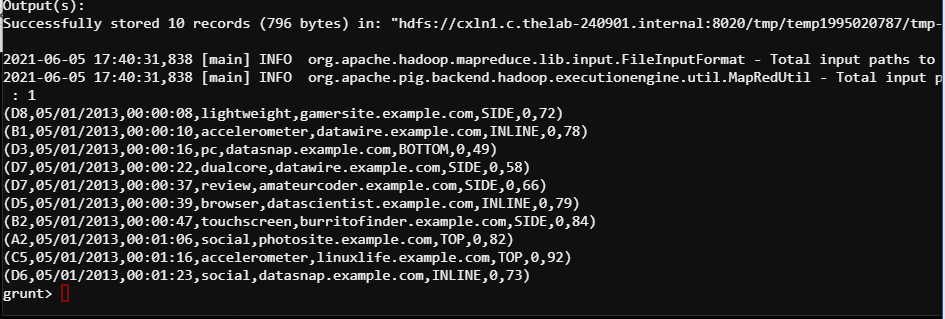 Output(s):
Successfully stored 10 records (796 bytes) in: "hdfs://cxln1.c.thelab-240901.internal:8020/tmp/temp1995020787/tmp-
2021-06-05 17:40:31,838 [main] INFO  org.apache.hadoop.mapreduce.lib.input.FileInputFormat - Total input paths to
2021-06-05 17:40:31,838 [main] INFO  org.apache.pig.backend.hadoop.executionengine.util.MapRedUtil - Total input p
 : 1
(D8,05/01/2013,00:00:08,lightweight,gamersite.example.com,SIDE,0,72)
(B1,05/01/2013,00:00:10,accelerometer,datawire.example.com,INLINE,0,78)
(D3,05/01/2013,00:00:16,pc,datasnap.example.com,BOTTOM,0,49)
(D7,05/01/2013,00:00:22,dualcore,datawire.example.com,SIDE,0,58)
(D7,05/01/2013,00:00:37,review,amateurcoder.example.com,SIDE,0,66)
(D5,05/01/2013,00:00:39,browser,datascientist.example.com,INLINE,0,79)
(B2,05/01/2013,00:00:47,touchscreen,burritofinder.example.com,SIDE,0,84)
(A2,05/01/2013,00:01:06,social,photosite.example.com,TOP,0,82)
(C5,05/01/2013,00:01:16,accelerometer,linuxlife.example.com,TOP,0,92)
(D6,05/01/2013,00:01:23,social,datasnap.example.com,INLINE,0,73)
grunt>